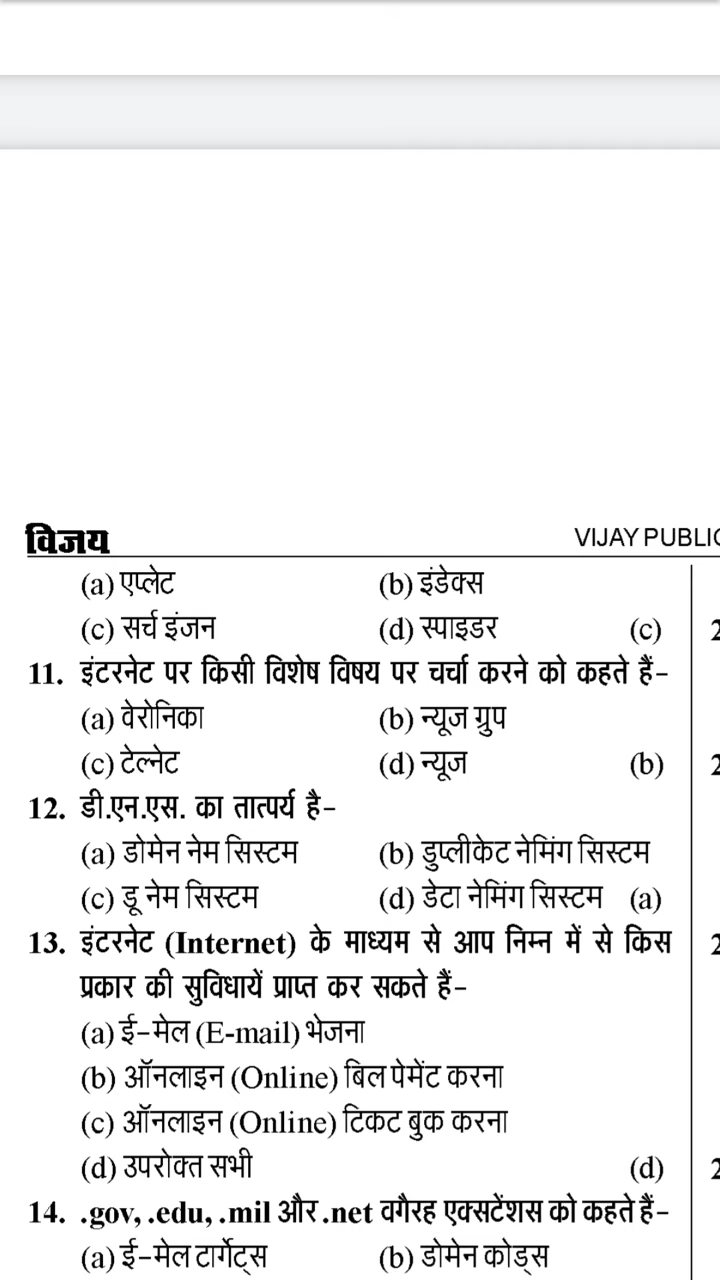 विजय
VIJAY PUBLIC
(a) एप्लेट (b) इंडेक्स
(c) सर्च इंजन (d) स्पाइडर (c)
11. इंटरनेट पर किसी विशेष विषय पर चर्चा करने को कहते हैं-
(a) वेरोनिका (b) न्यूज ग्रुप
(c) टेल्नेट (d) न्यूज (b)
12. डी.एन.एस. का तात्पर्य है-
(a) डोमेन नेम सिस्टम (b) डुप्लीकेट नेमिंग सिस्टम
(c) डू नेम सिस्टम (d) डेटा नेमिंग सिस्टम (a)
13. इंटरनेट (Internet) के माध्यम से आप निम्न में से किस
प्रकार की सुविधायें प्राप्त कर सकते हैं-
(a) ई-मेल (E-mail) भेजना
(b) ऑनलाइन (Online) बिल पेमेंट करना
(c) ऑनलाइन (Online) टिकट बुक करना
(d) उपरोक्त सभी (d)
14. .gov, .edu, .mil और .net वगैरह एक्सटेंशस को कहते हैं-
(a) ई-मेल टार्गेट्स (b) डोमेन कोड्स